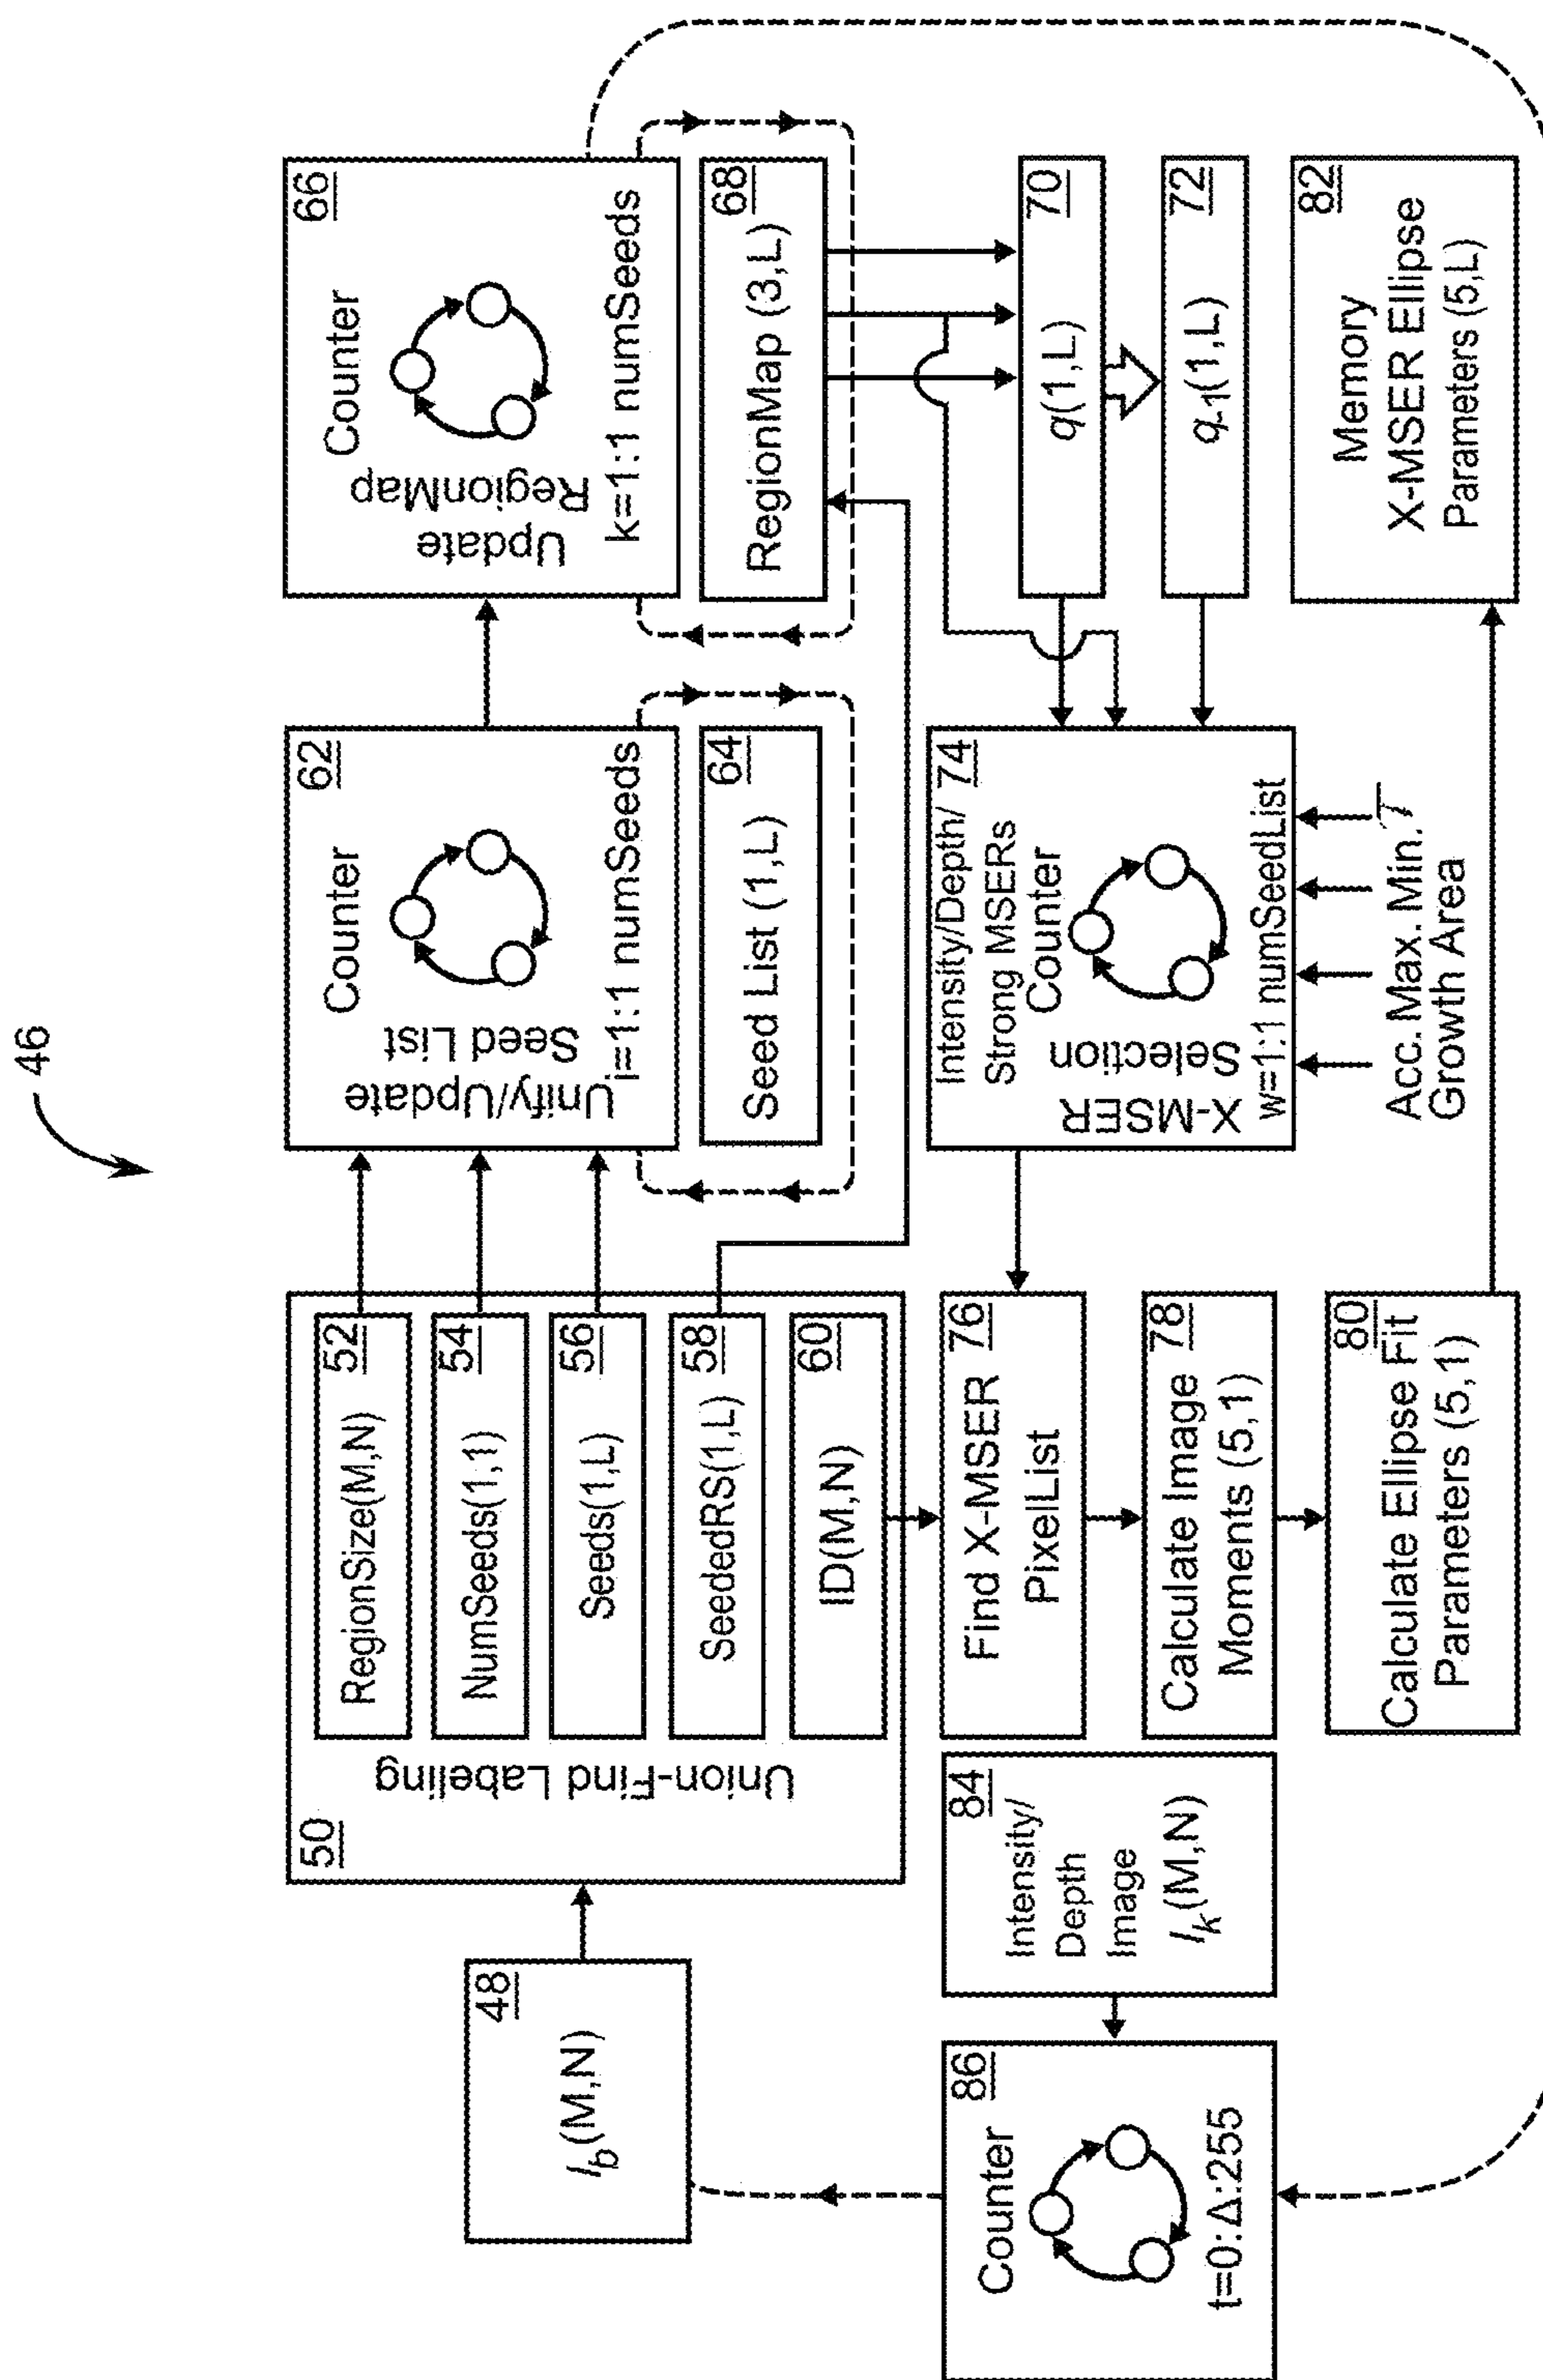 46
48
I_b(M,N)
50
Union-Find Labeling
RegionSize(M,N)
52
NumSeeds(1,1)
54
Seeds(1,L)
56
SeededRS(1,L)
58
ID(M,N)
60
62
Counter
Unify/Update
Seed List
i=1:1 numSeeds
Seed List (1,L)
64
66
Counter
Update
RegionMap
k=1:1 numSeeds
RegionMap (3,L)
68
q(1,L)
70
q-1(1,L)
72
Intensity/Depth/
74
Strong MSERs
Counter
X-MSER
Selection
w=1:1 numSeedList
Acc. Max. Min.
Growth Area
76
Find X-MSER
PixelList
78
Calculate Image
Moments (5,1)
80
Calculate Ellipse Fit
Parameters (5,1)
82
Memory
X-MSER Ellipse
Parameters (5,L)
84
Intensity/
Depth
Image
I_k(M,N)
86
Counter
t=0:Δ:255